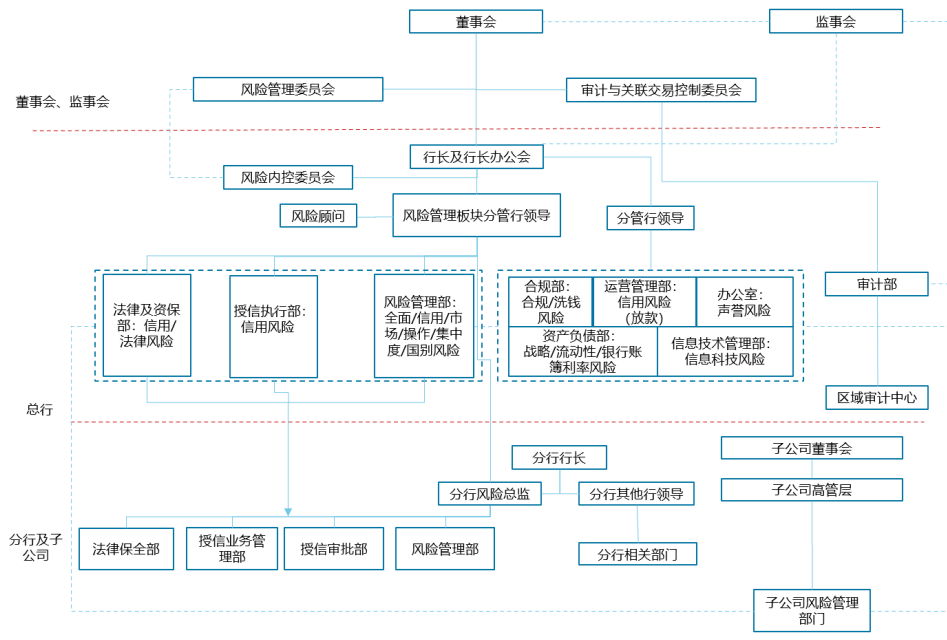 董事会
监事会
风险管理委员会
审计与关联交易控制委员会
董事会、监事会
行长及行长办公会
风险内控委员会
风险顾问
风险管理板块分管行领导
分管行领导
法律及资保
部：信用/
法律风险
授信执行部：
信用风险
风险管理部：
全面/信用/市
场/操作/集中
度/国别风险
合规部：
合规/洗钱
风险
运营管理部：
信用风险
(放款）
办公室：
声誉风险
资产负债部：
战略/流动性/银行账
簿利率风险
信息技术管理部：
信息科技风险
审计部
区域审计中心
总行
分行行长
分行风险总监
分行其他行领导
子公司董事会
子公司高管层
分行及子
公司
法律保全部
授信业务管
理部
授信审批部
风险管理部
分行相关部门
子公司风险管理
部门